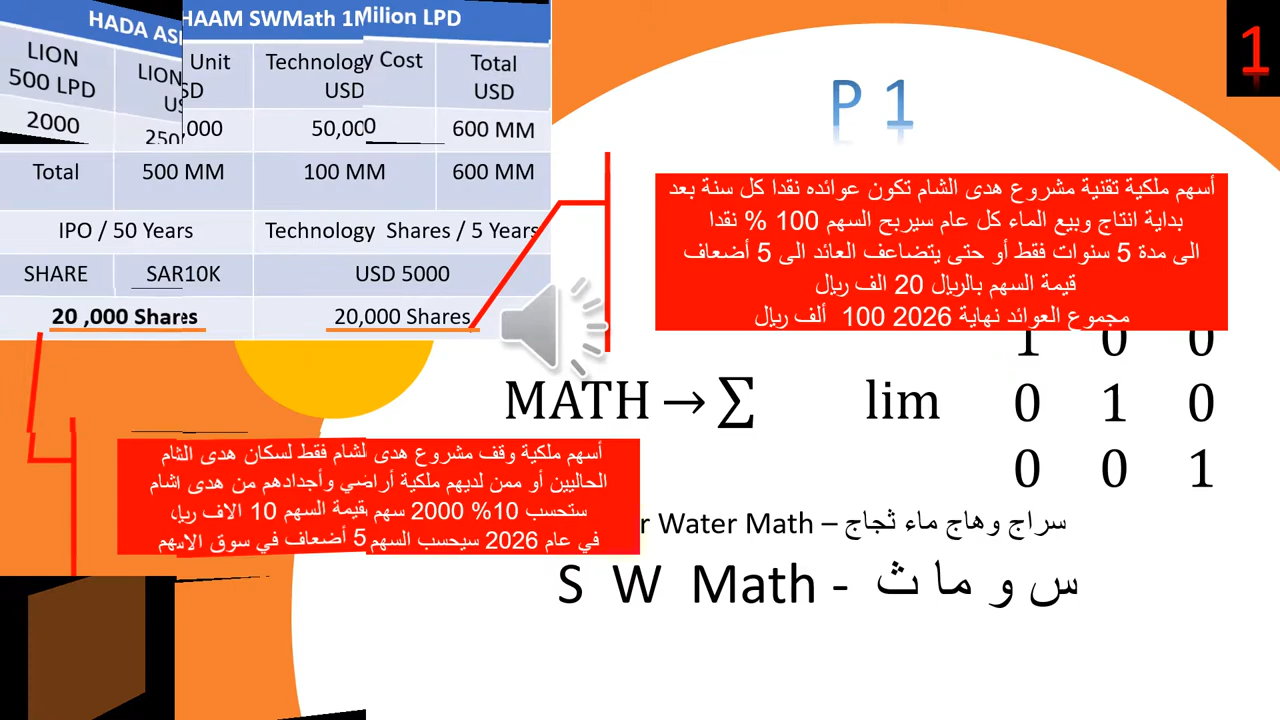 HADA
HAAM SWMath 1Milion LPD
LION
500 LPD
LION
Unit
Technology Cost
USD
Total
USD
2000
50,000
600 MM
Total
500 MM
100 MM
600 MM
IPO / 50 Years
Technology Shares / 5 Years
SHARE
SAR10K
USD 5000
20 ,000 Shares
20,000 Shares
1
P 1
أسهم ملكية تقنية مشروع هدى الشام تكون عوائده نقدا كل سنة بعد
بداية انتاج وبيع الماء كل عام سيربح السهم 100 % نقدا
الى مدة 5 سنوات فقط أو حتى يتضاعف العائد الى 5 أضعاف
قيمة السهم بالريال 20 الف ريال
مجموع العوائد نهاية 2026 100 ألف ريال
MATH → ∑ lim
1 0 0
0 1 0
0 0 1
أسهم ملكية وقف مشروع هدى الشام فقط لسكان هدى الشام
الحاليين أو ممن لديهم ملكية أراضي وأجدادهم من هدى الشام
ستحسب 10% 2000 سهم بقيمة السهم 10 الاف ريال
في عام 2026 سيحسب السهم 5 أضعاف في سوق الاسهم
Water Math – سراج وهاج ماء ثجاج
S W Math - س و ما ث